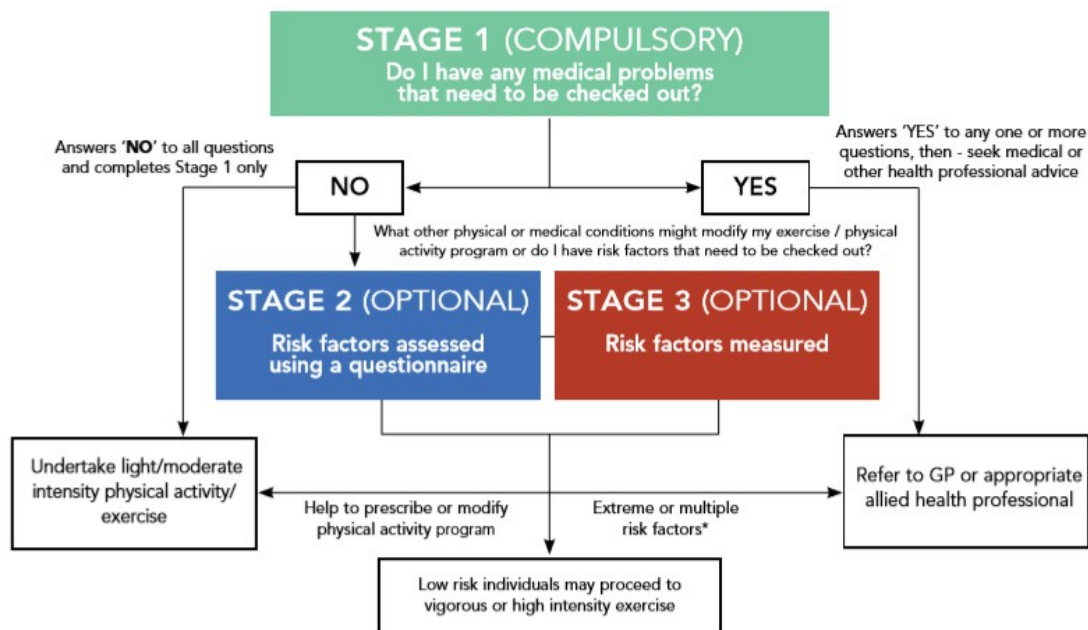 STAGE 1 (COMPULSORY)
Do I have any medical problems
that need to be checked out?
Answers ‘NO’ to all questions
and completes Stage 1 only
Answers ‘YES’ to any one or more
questions, then - seek medical or
other health professional advice
NO
YES
What other physical or medical conditions might modify my exercise / physical
activity program or do I have risk factors that need to be checked out?
STAGE 2 (OPTIONAL)
Risk factors assessed
using a questionnaire
STAGE 3 (OPTIONAL)
Risk factors measured
Undertake light/moderate
intensity physical activity/
exercise
Help to prescribe or modify
physical activity program
Extreme or multiple
risk factors*
Refer to GP or appropriate
allied health professional
Low risk individuals may proceed to
vigorous or high intensity exercise